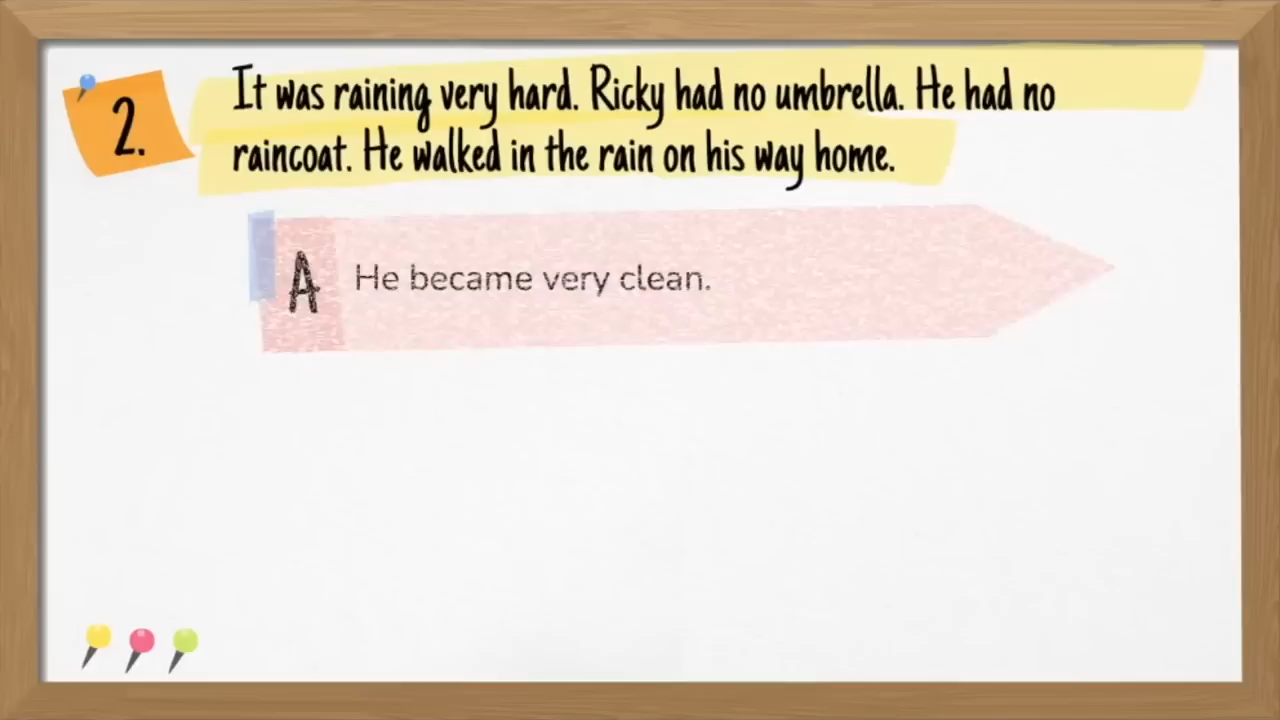 2.
It was raining very hard. Ricky had no umbrella. He had no
raincoat. He walked in the rain on his way home.
A
He became very clean.